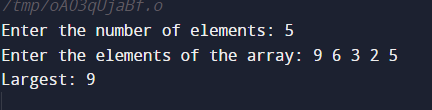 /tmp/oA03qUjaBf.o
Enter the number of elements: 5
Enter the elements of the array: 9 6 3 2 5
Largest: 9